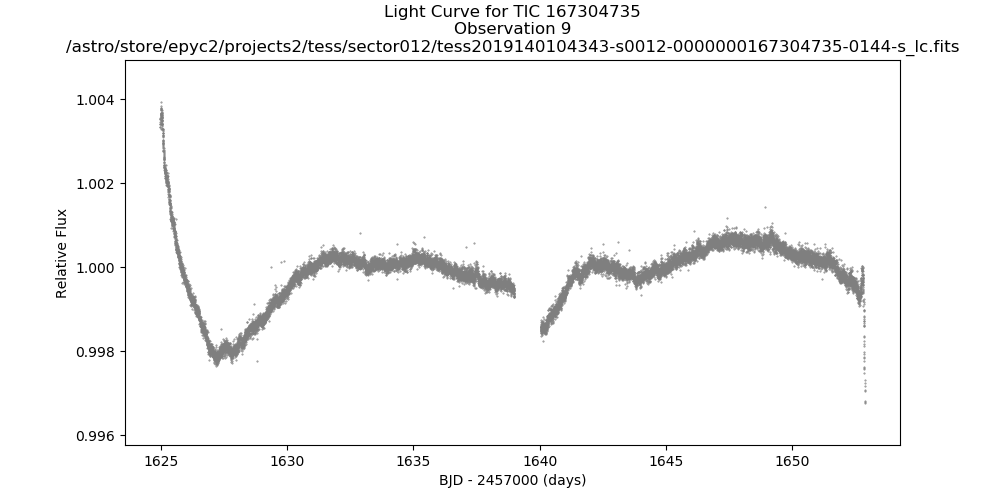 Light Curve for TIC 167304735
Observation 9
/astro/store/epyc2/projects2/tess/sector012/tess2019140104343-s0012-0000000167304735-0144-s_lc.fits
1.004
1.002
1.000
0.998
0.996
Relative Flux
1625
1630
1635
1640
1645
1650
BJD - 2457000 (days)